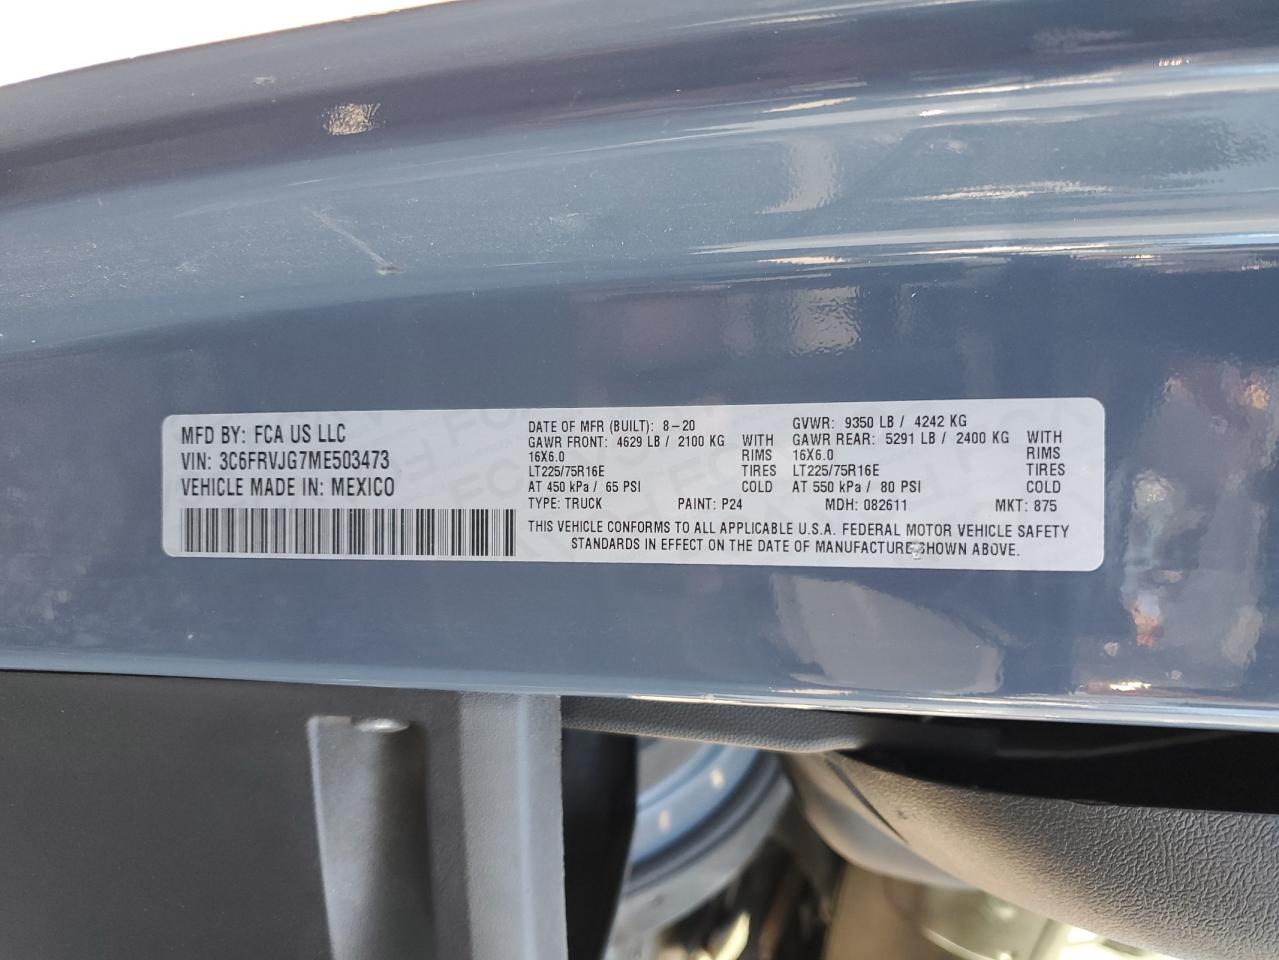 MFD BY: FCA US LLC
VIN: 3C6FRVJG7ME503473
VEHICLE MADE IN: MEXICO
DATE OF MFR (BUILT): 8-20 GVWR: 9350 LB / 4242 KG
GAWR FRONT: 4629 LB / 2100 KG WITH GAWR REAR: 5291 LB / 2400 KG WITH
16X6.0 RIMS 16X6.0 RIMS
LT225/75R16E TIRES LT225/75R16E TIRES
AT 450 kPa / 65 PSI COLD AT 550 kPa / 80 PSI COLD
TYPE: TRUCK PAINT: P24 MDH: 082611 MKT: 875
THIS VEHICLE CONFORMS TO ALL APPLICABLE U.S.A. FEDERAL MOTOR VEHICLE SAFETY
STANDARDS IN EFFECT ON THE DATE OF MANUFACTURE SHOWN ABOVE.